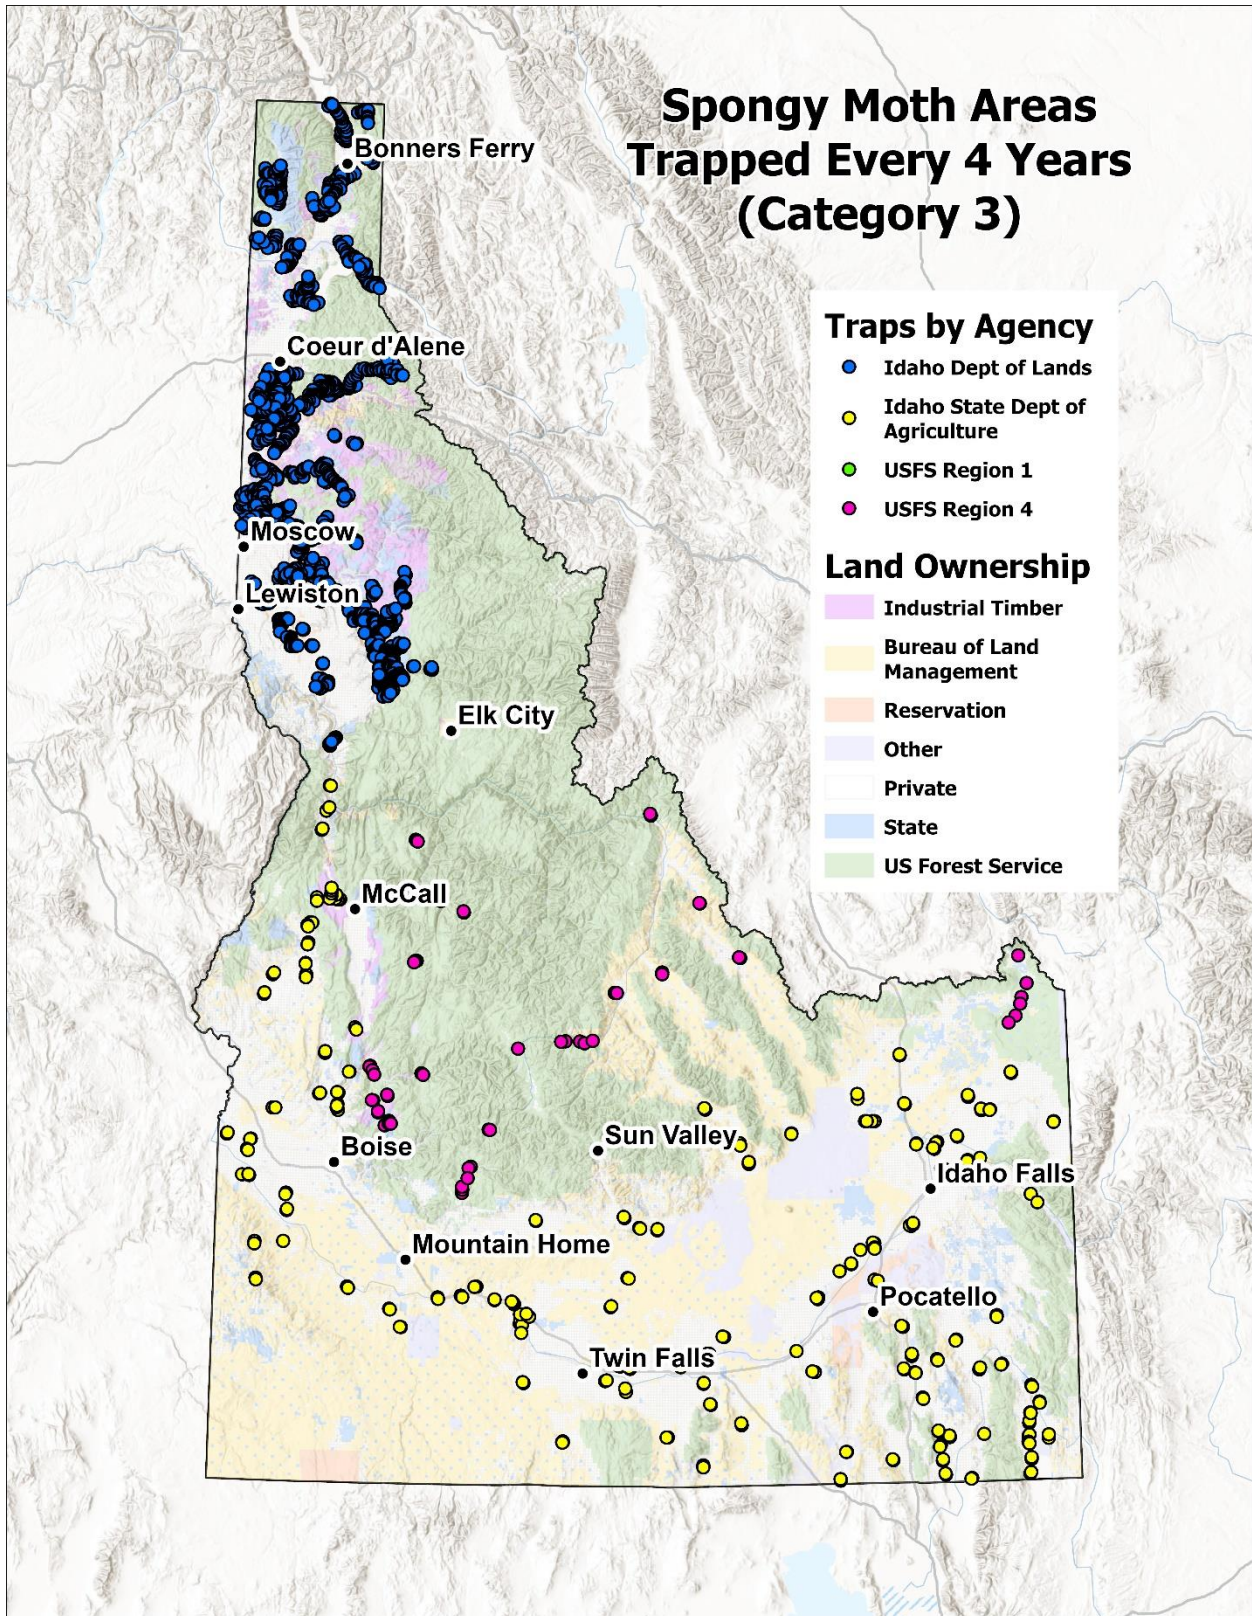 Spongy Moth Areas
Trapped Every 4 Years
(Category 3)
Bonners Ferry
Coeur d'Alene
Moscow
Lewiston
Elk City
McCall
Boise
Sun Valley
Idaho Falls
Mountain Home
Pocatello
Twin Falls
Traps by Agency
Idaho Dept of Lands
Idaho State Dept of
Agriculture
USFS Region 1
USFS Region 4
Land Ownership
Industrial Timber
Bureau of Land
Management
Reservation
Other
Private
State
US Forest Service